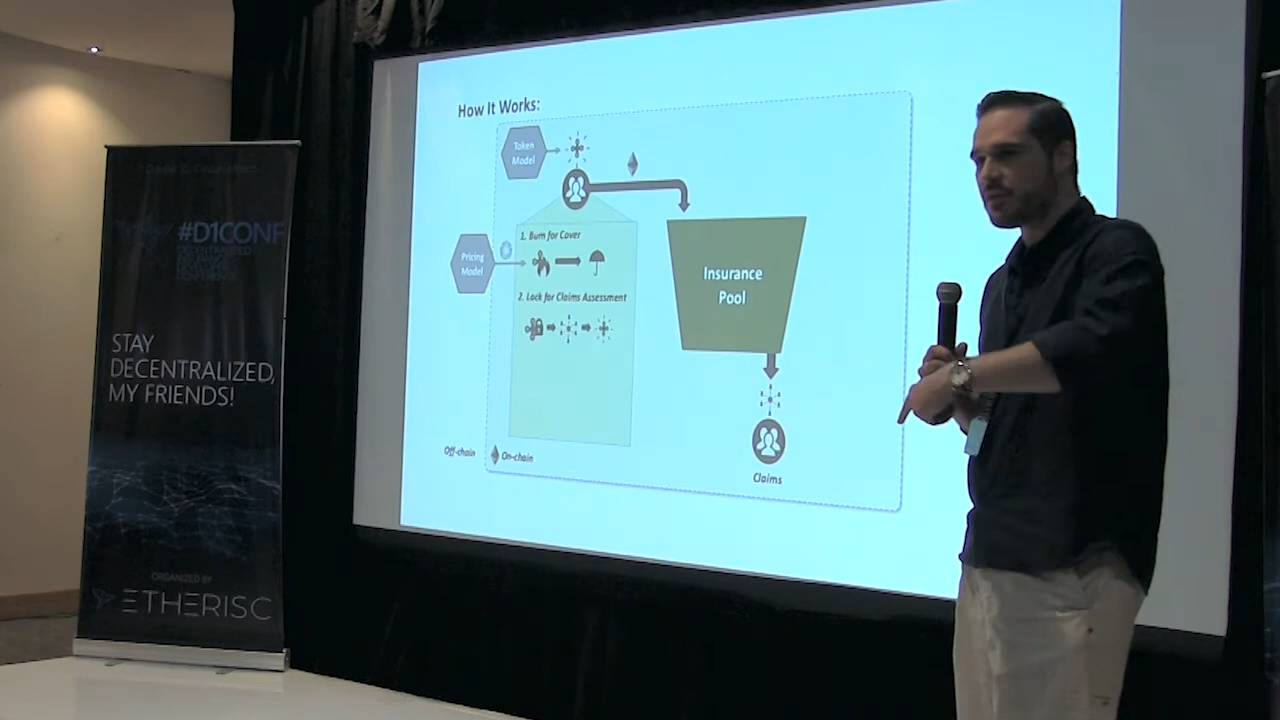 #D1CONF
DECENTRALIZED
STAY
DECENTRALIZED,
MY FRIENDS!
ORGANIZED BY
ETHERISC
How It Works:
Token
Model
Pricing
Model
1. Burn for Cover
2. Lock for Claims Assessment
Insurance
Pool
Claims
Off-chain
On-chain